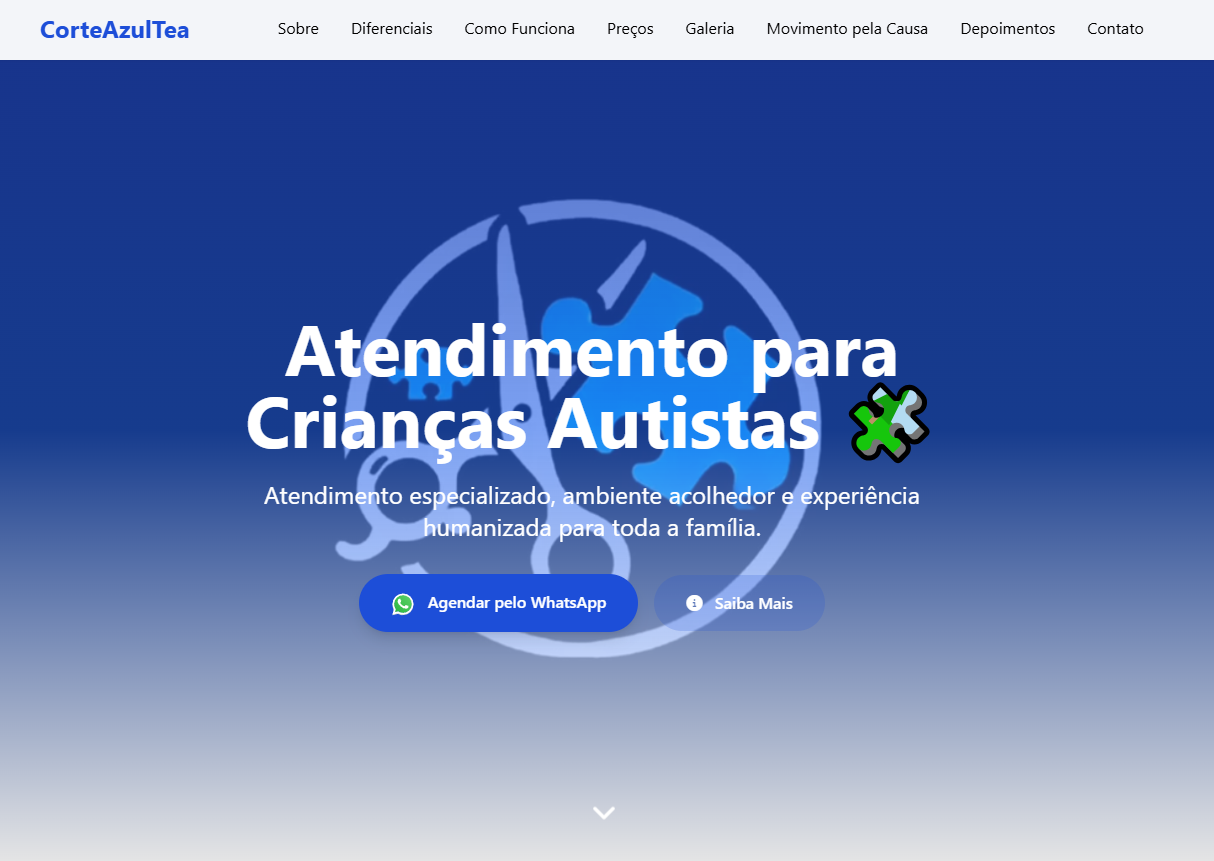 CorteAzulTea
Sobre Diferenciais Como Funciona Preços Galeria Movimento pela Causa Depoimentos Contato
Atendimento para
Crianças Autistas
Atendimento especializado, ambiente acolhedor e experiência
humanizada para toda a família.
Agendar pelo WhatsApp
Saiba Mais